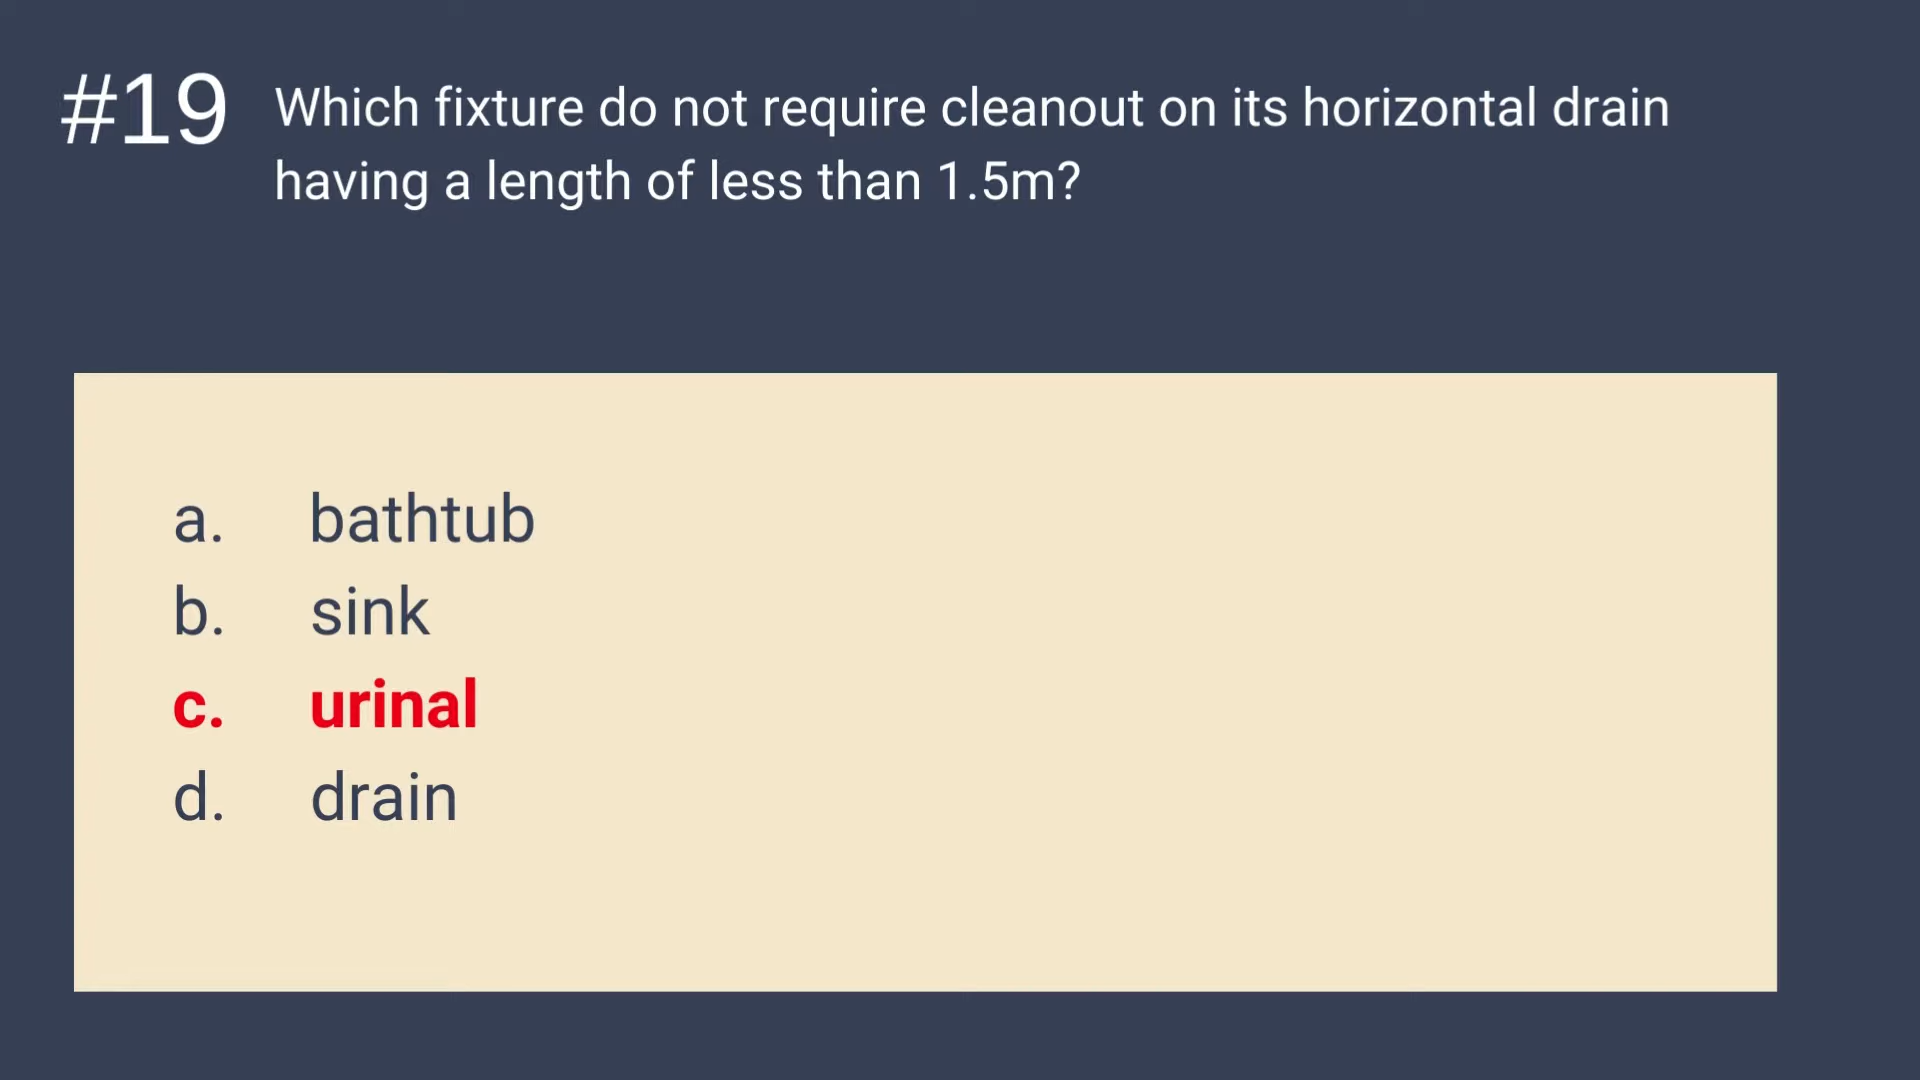 #19 Which fixture do not require cleanout on its horizontal drain
having a length of less than 1.5m?
a. bathtub
b. sink
c. urinal
d. drain